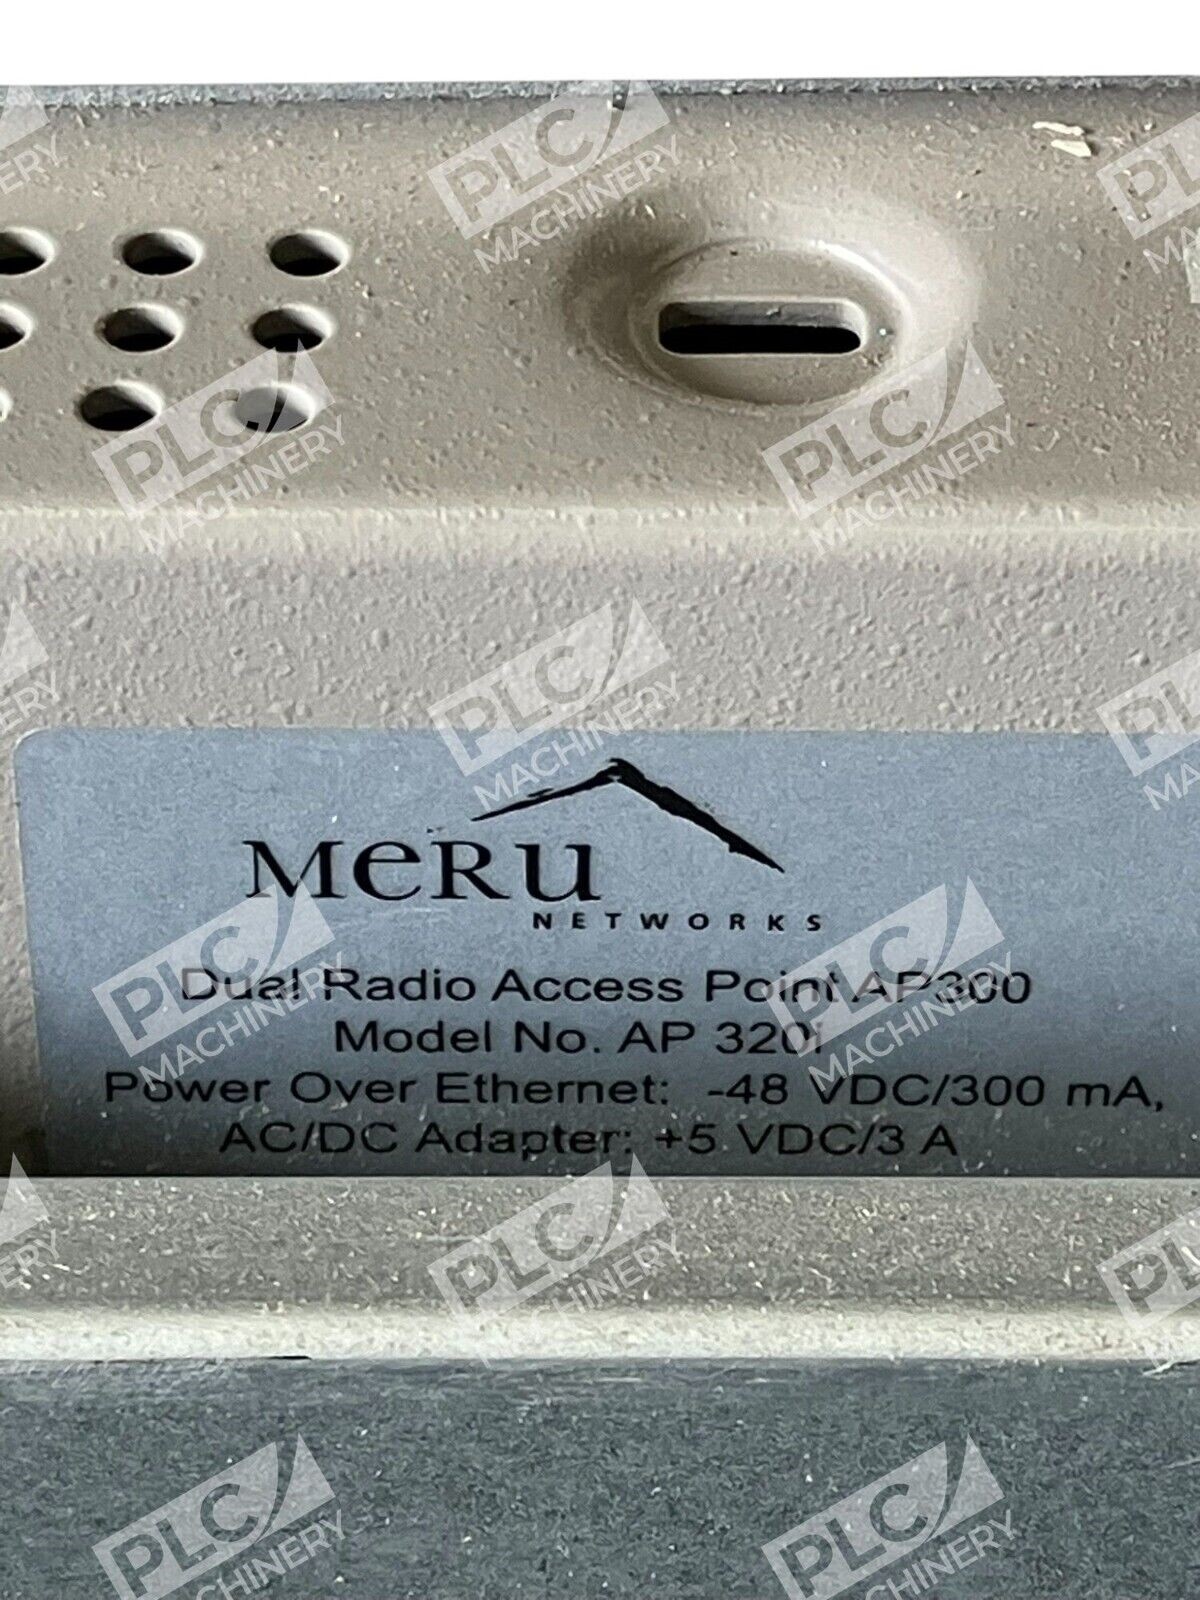 MeRu
NETWORKS
Dual Radio Access Point AP300
Model No. AP 320i
Power Over Ethernet: -48 VDC/300 mA,
AC/DC Adapter: +5 VDC/3 A
PLC
MACHINERY